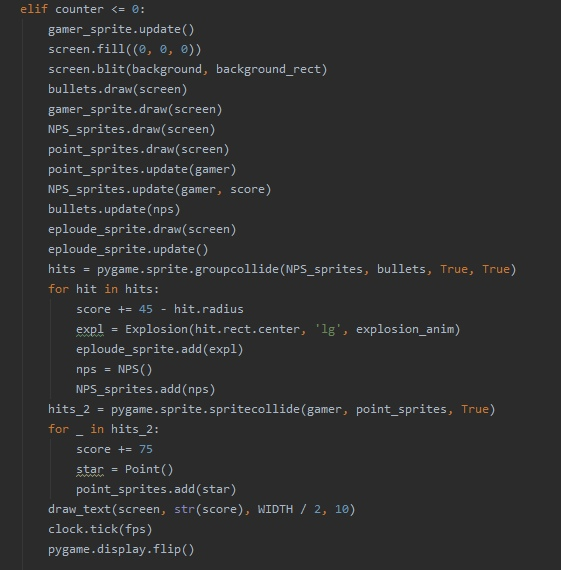 elif counter <= 0:
    gamer_sprite.update()
    screen.fill((0, 0, 0))
    screen.blit(background, background_rect)
    bullets.draw(screen)
    gamer_sprite.draw(screen)
    NPS_sprites.draw(screen)
    point_sprites.draw(screen)
    point_sprites.update(gamer)
    NPS_sprites.update(gamer, score)
    bullets.update(nps)
    eploude_sprite.draw(screen)
    eploude_sprite.update()
    hits = pygame.sprite.groupcollide(NPS_sprites, bullets, True, True)
    for hit in hits:
        score += 45 - hit.radius
        expl = Explosion(hit.rect.center, 'lg', explosion_anim)
        eploude_sprite.add(expl)
        nps = NPS()
        NPS_sprites.add(nps)
    hits_2 = pygame.sprite.spritecollide(gamer, point_sprites, True)
    for _ in hits_2:
        score += 75
        star = Point()
        point_sprites.add(star)
    draw_text(screen, str(score), WIDTH / 2, 10)
    clock.tick(fps)
    pygame.display.flip()